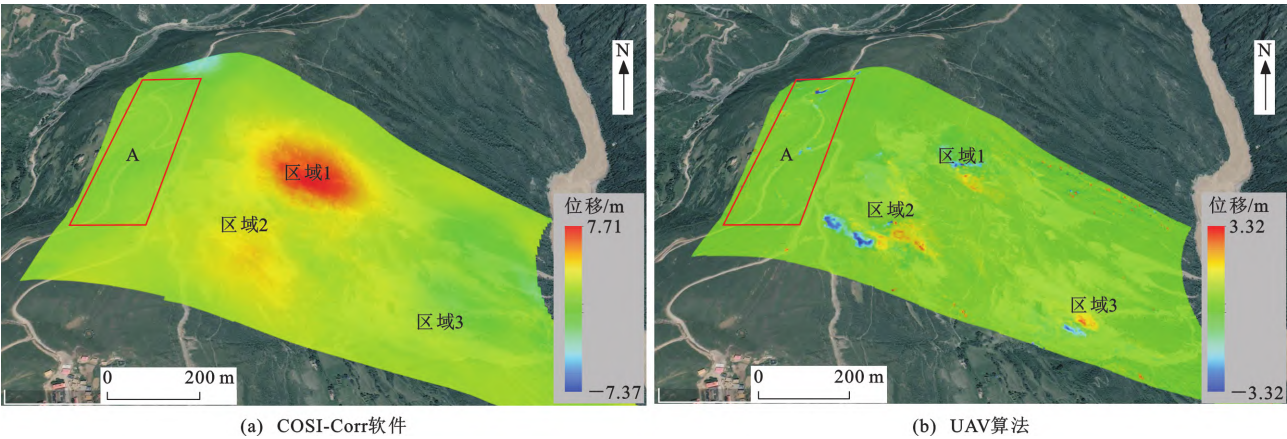 N
A
区域1
区域2
区域3
位移/m
7.71
−7.37
0 200 m
(a) COSI-Corr软件
N
A
区域1
区域2
区域3
位移/m
3.32
−3.32
0 200 m
(b) UAV算法